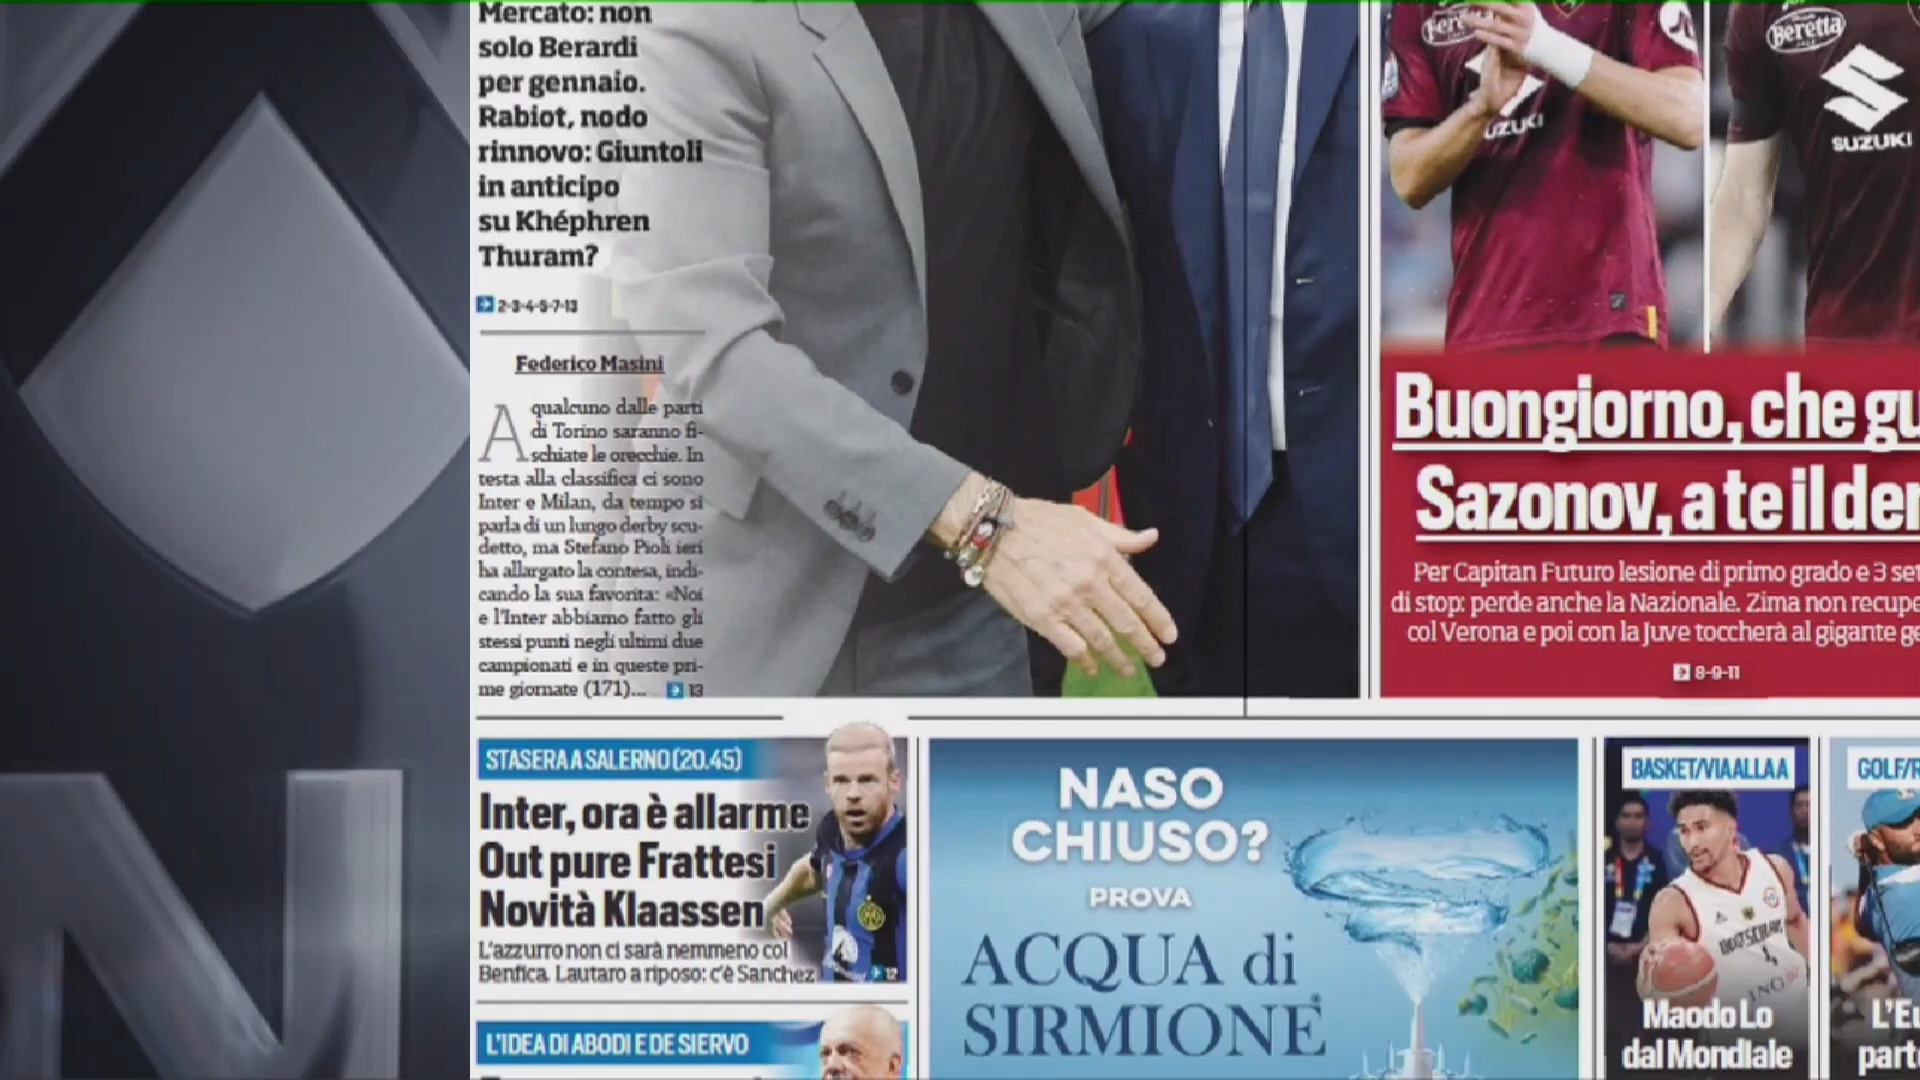 Mercato: non
solo Berardi
per gennaio.
Rabiot, nodo
rinnovo: Giuntoli
in anticipo
su Khéphren
Thuram?
2-3-4-5-7-13
Federico Masini
A qualcuno dalle parti
di Torino saranno fi-
schiate le orecchie. In
testa alla classifica ci sono
Inter e Milan, da tempo si
parla di un lungo derby scu-
detto, ma Stefano Pioli ieri
ha allargato la contesa, indi-
cando la sua favorita: «Noi
e l'Inter abbiamo fatto gli
stessi punti negli ultimi due
campionati e in queste pri-
me giornate (171)... 13
Beretta
SUZUKI
Beretta
SUZUKI
Buongiorno, che gu
Sazonov, a te il der
Per Capitan Futuro lesione di primo grado e 3 set
di stop: perde anche la Nazionale. Zima non recupe
col Verona e poi con la Juve toccherà al gigante ge
8-9-11
STASERA A SALERNO (20.45)
Inter, ora è allarme
Out pure Frattesi
Novità Klaassen
L'azzurro non ci sarà nemmeno col
Benfica. Lautaro a riposo: c'è Sanchez
12
L'IDEA DI ABODI E DE SIERVO
NASO
CHIUSO?
PROVA
ACQUA di
SIRMIONE®
BASKET/VIA ALLA A
ING
Maodo Lo
dal Mondiale
GOLF/R
L'Eu
part
N